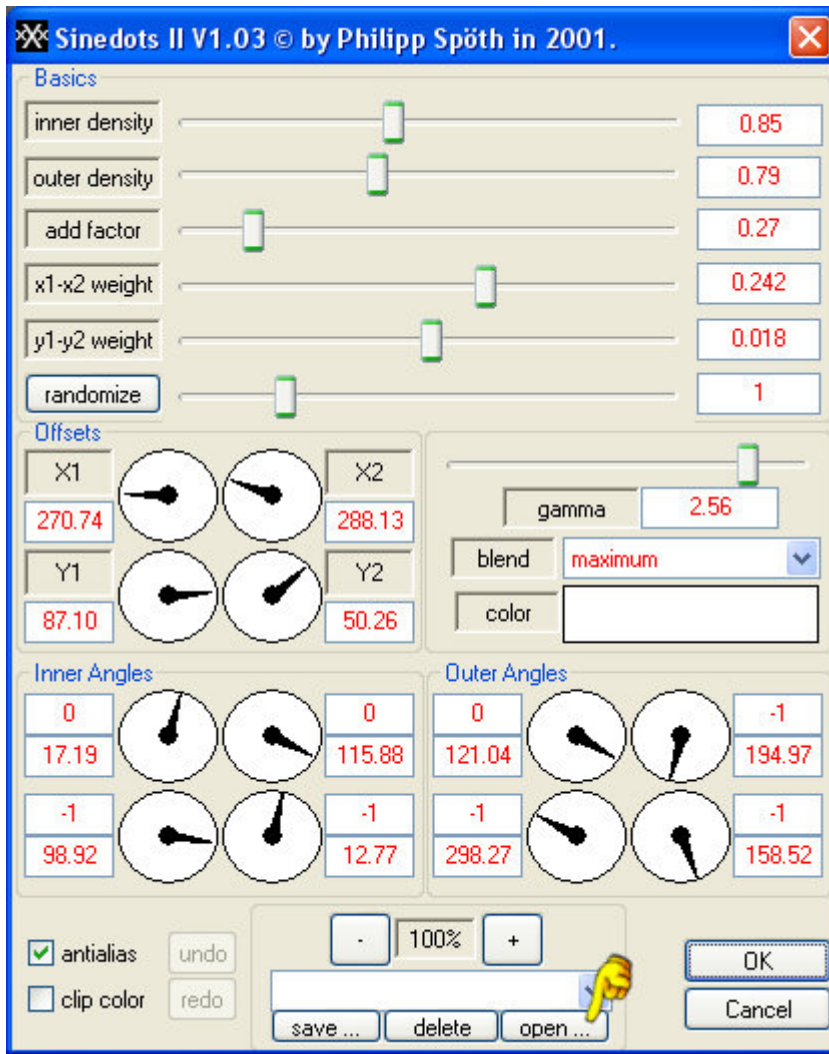 xXx Sinedots II V1.03 © by Philipp Spöth in 2001.
Basics
inner density 0.85
outer density 0.79
add factor 0.27
x1-x2 weight 0.242
y1-y2 weight 0.018
randomize 1
Offsets
X1 X2
270.74 288.13
Y1 Y2
87.10 50.26
gamma 2.56
blend maximum
color
Inner Angles
0 0
17.19 115.88
-1 -1
98.92 12.77
Outer Angles
0 -1
121.04 194.97
-1 -1
298.27 158.52
antialias undo
clip color redo
- 100% +
save ... delete open ...
OK
Cancel